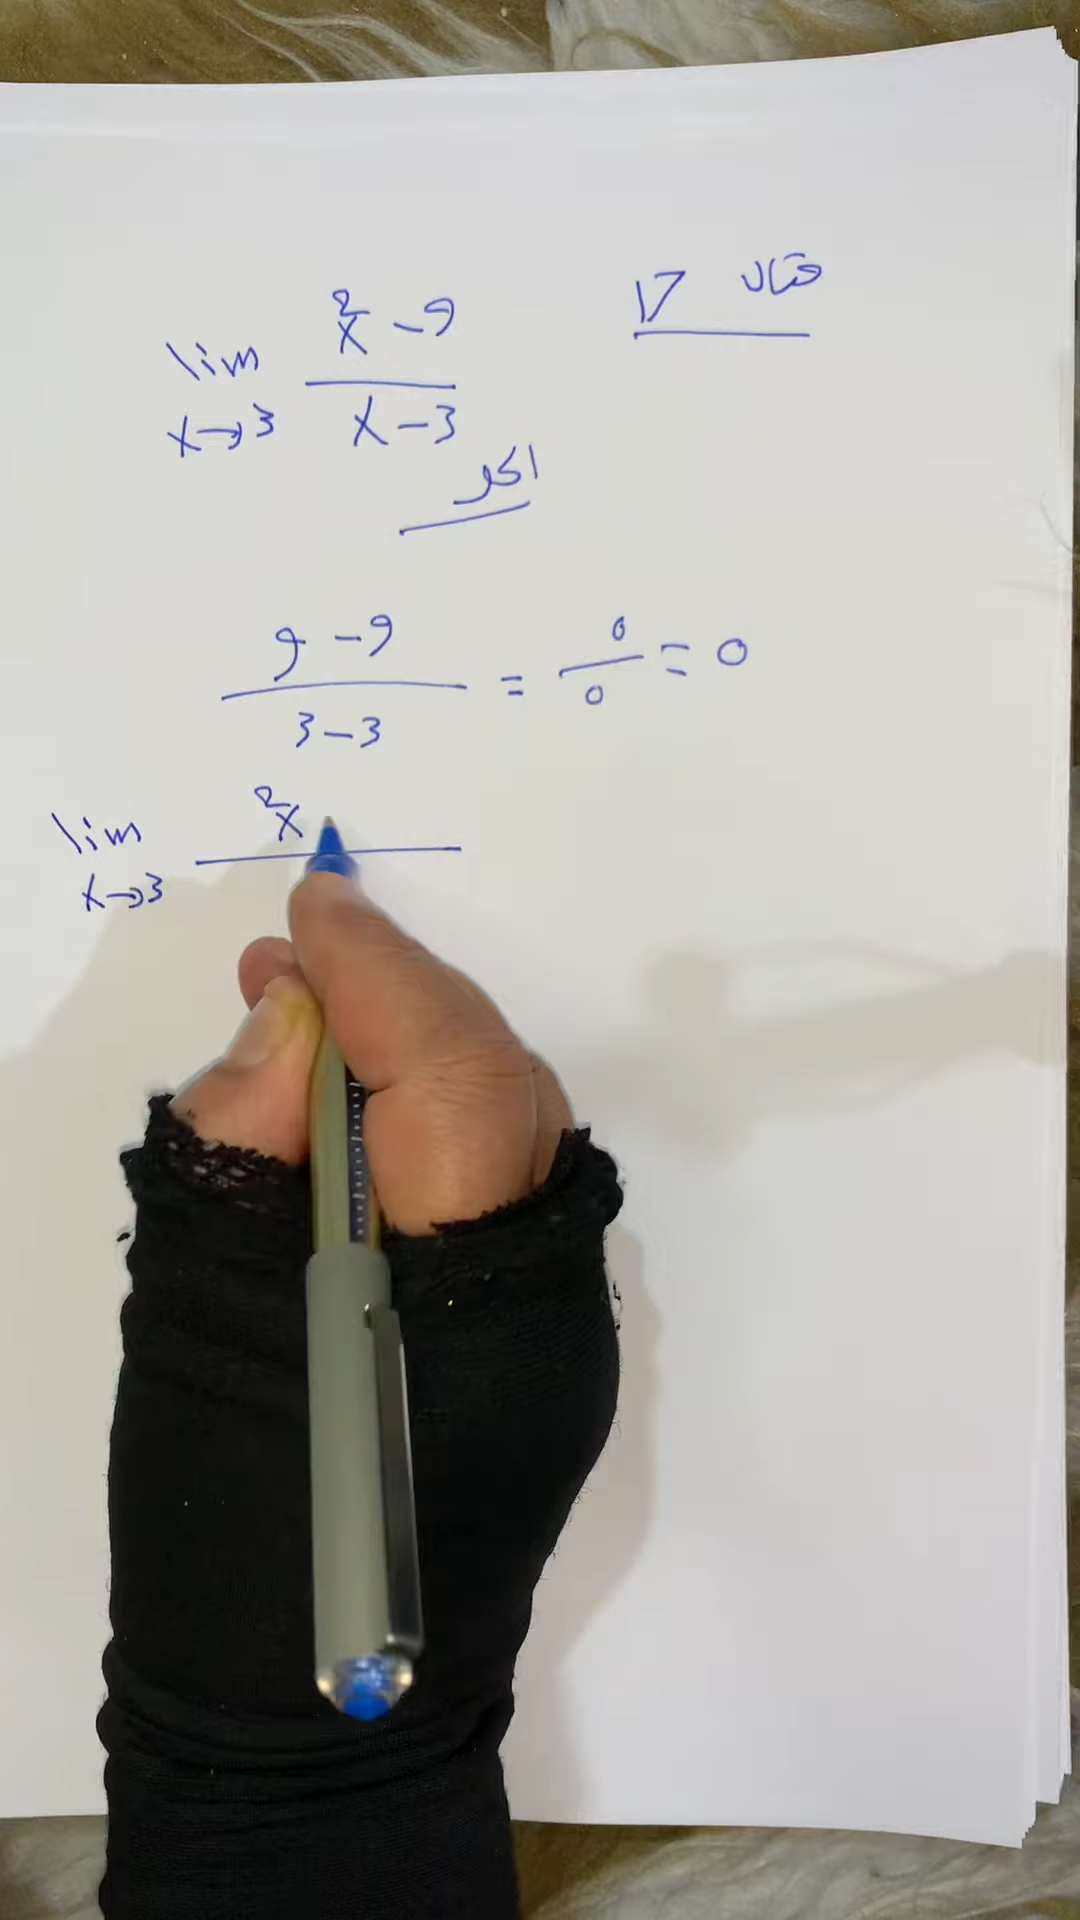 مثال 17
lim x→3 x² - 9 / x - 3
الحل
9 - 9 / 3 - 3 = 0 / 0 = 0
lim x→3 x²